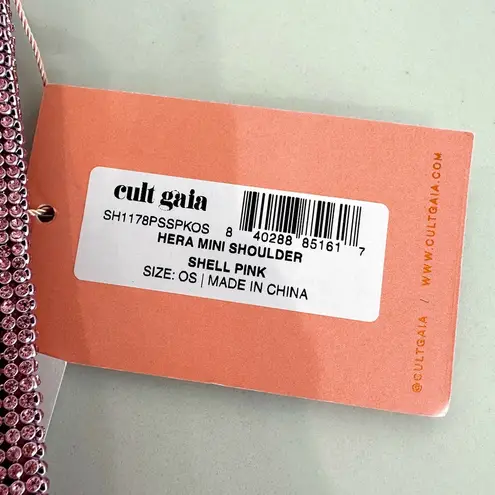 cult gaia
SH1178PSSPKOS
8 40288 85161 7
HERA MINI SHOULDER
SHELL PINK
SIZE: OS | MADE IN CHINA
@CULTGAIA / WWW.CULTGAIA.COM